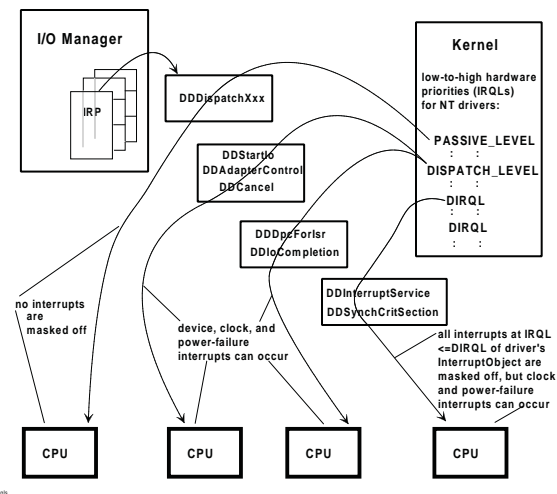 I/O Manager
IRP
DDDispatchXxx
Kernel
low-to-high hardware
priorities (IRQLs)
for NT drivers:
PASSIVE_LEVEL
: :
DISPATCH_LEVEL
: :
DIRQL
: :
DIRQL
: :
DDStartIo
DDAdapterControl
DDCancel
DDDpcForIsr
DDIoCompletion
DDInterruptService
DDSynchCritSection
no interrupts
are
masked off
device, clock, and
power-failure
interrupts can occur
all interrupts at IRQL
<=DIRQL of driver's
InterruptObject are
masked off, but clock
and power-failure
interrupts can occur
CPU
CPU
CPU
CPU